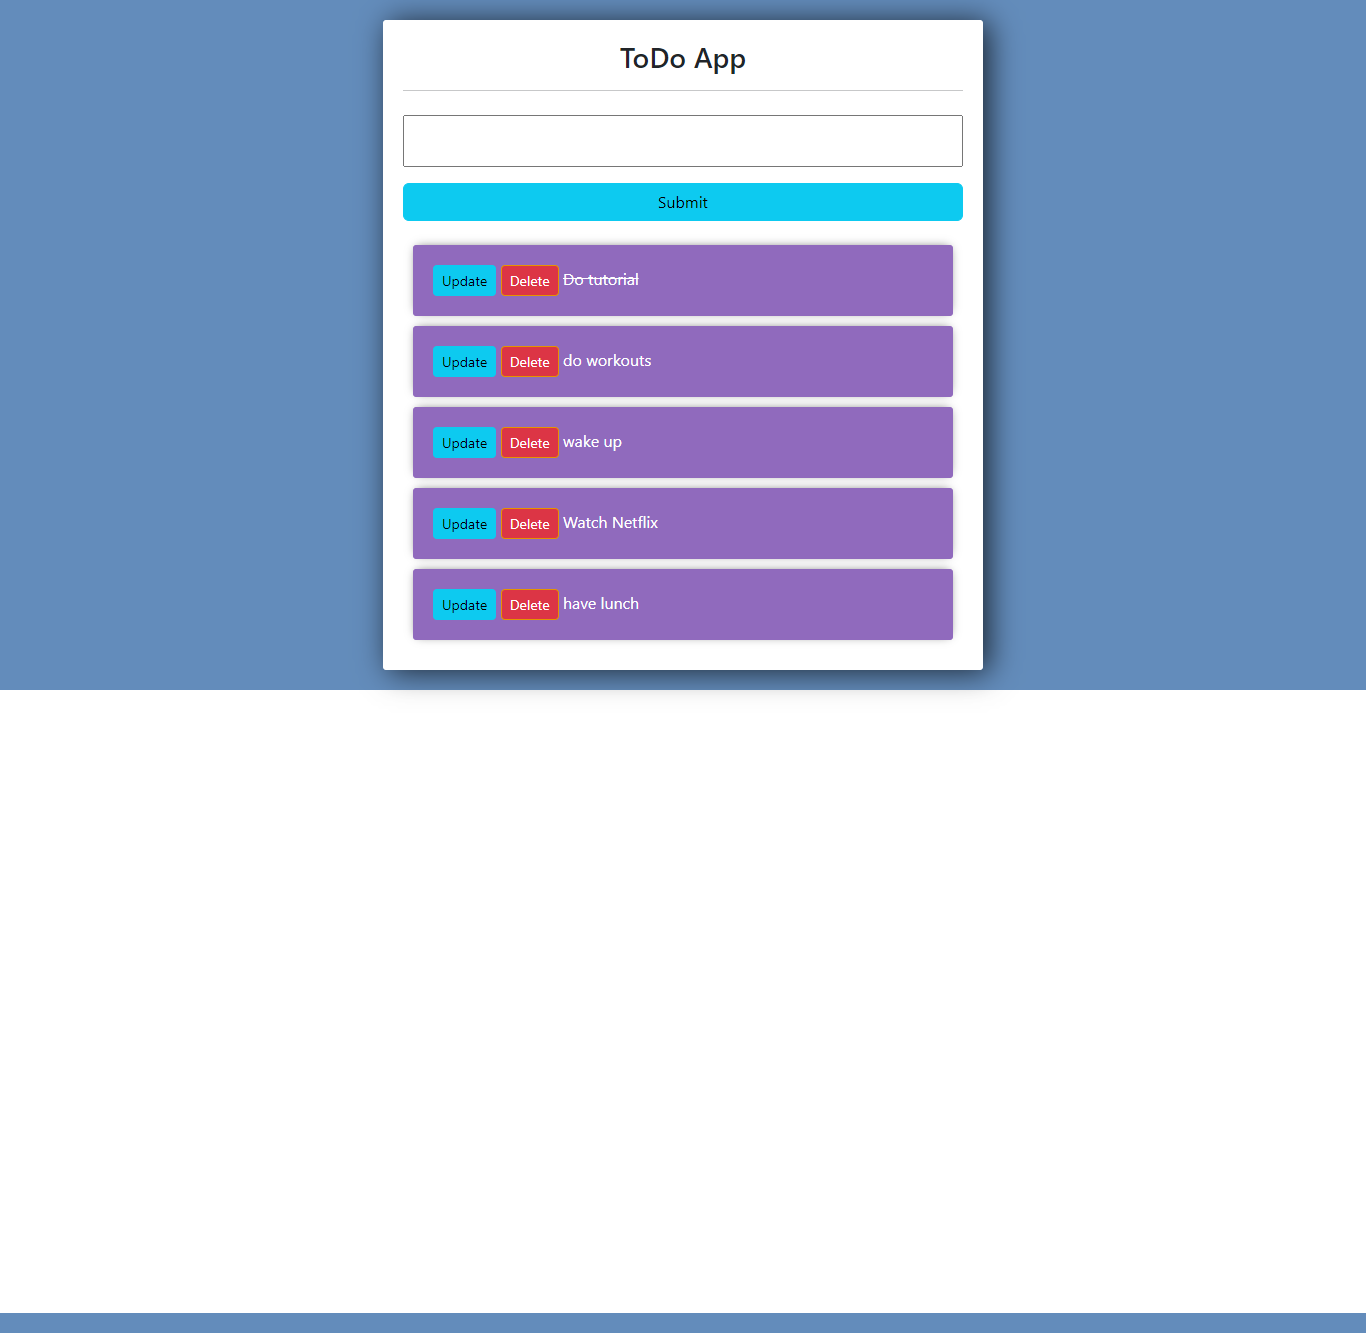 ToDo App
Submit
Update Delete Do tutorial
Update Delete do workouts
Update Delete wake up
Update Delete Watch Netflix
Update Delete have lunch